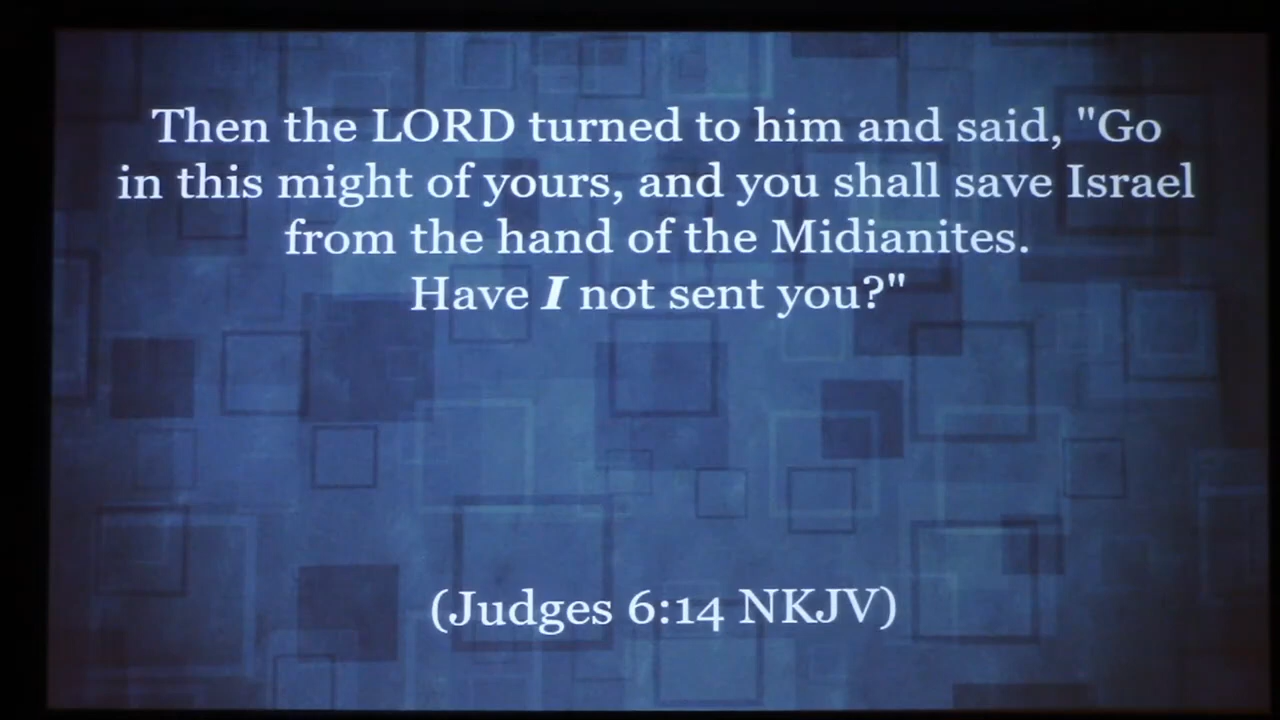 Then the LORD turned to him and said, "Go
in this might of yours, and you shall save Israel
from the hand of the Midianites.
Have I not sent you?"
(Judges 6:14 NKJV)